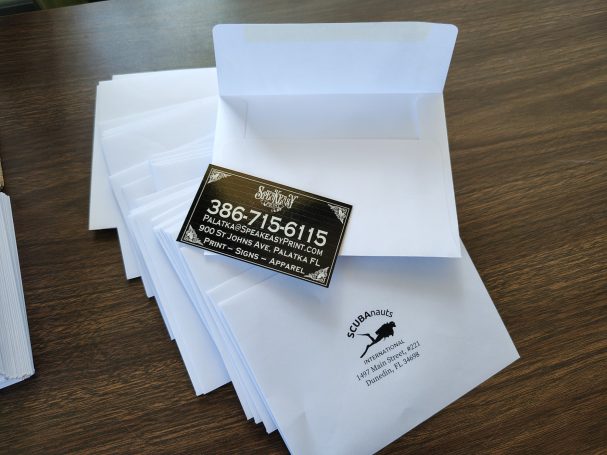 SPEAKEASY
386-715-6115
PALATKA@SPEAKEASYPRINT.COM
900 ST JOHNS AVE, PALATKA FL
PRINT – SIGNS – APPAREL
SCUBAnauts
INTERNATIONAL
1497 Main Street, #221
Dunedin, FL 34698